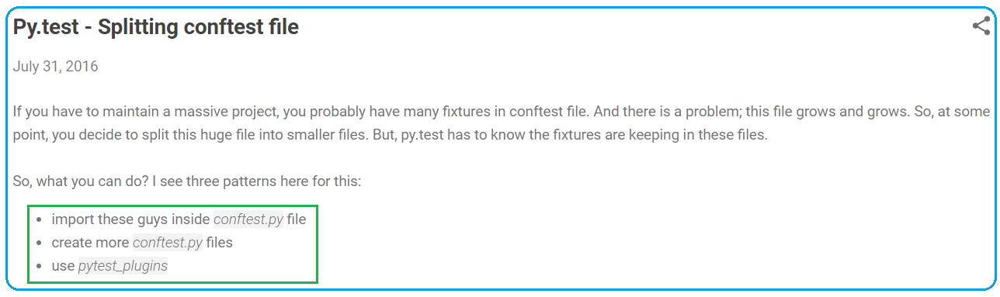 Py.test - Splitting conftest file
July 31, 2016
If you have to maintain a massive project, you probably have many fixtures in conftest file. And there is a problem; this file grows and grows. So, at some
point, you decide to split this huge file into smaller files. But, py.test has to know the fixtures are keeping in these files.
So, what you can do? I see three patterns here for this:
• import these guys inside conftest.py file
• create more conftest.py files
• use pytest_plugins